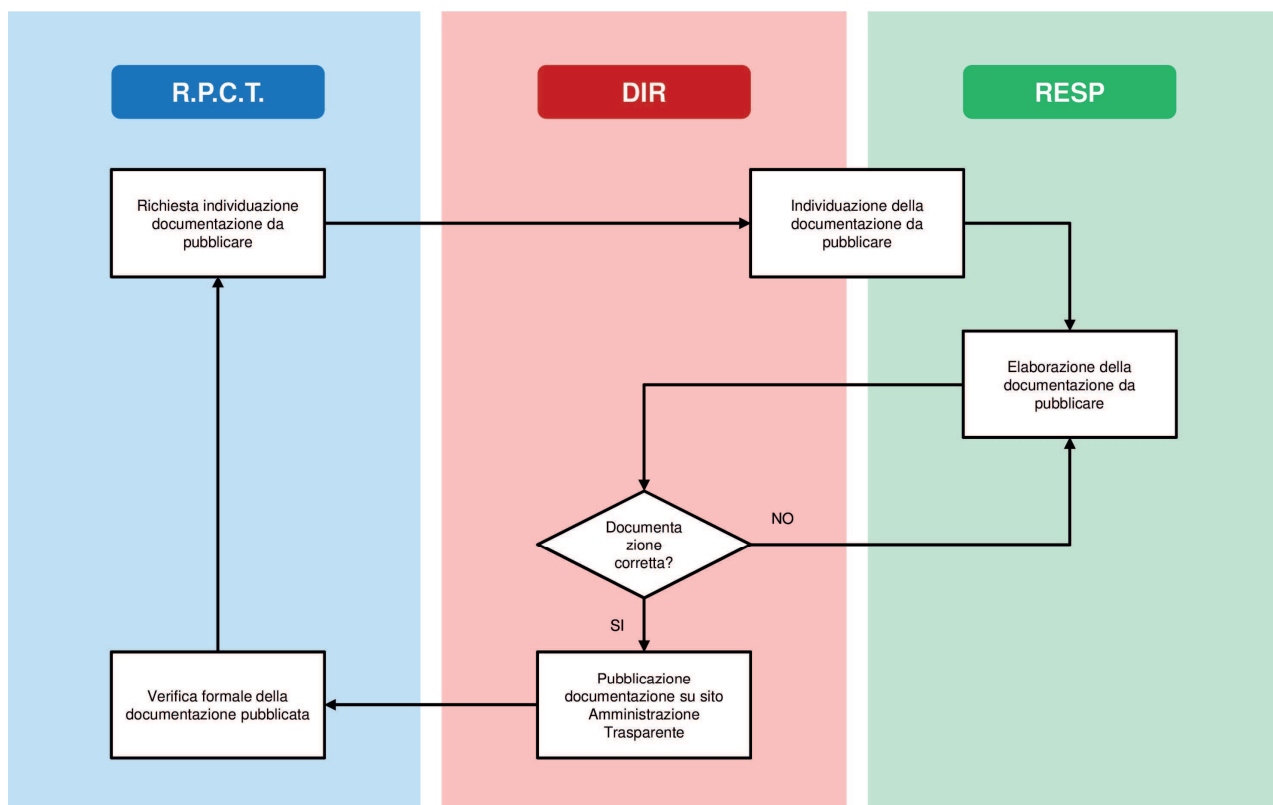 R.P.C.T.
DIR
RESP
Richiesta individuazione
documentazione da
pubblicare
Individuazione della
documentazione da
pubblicare
Elaborazione della
documentazione da
pubblicare
Documenta
zione
corretta?
NO
SI
Pubblicazione
documentazione su sito
Amministrazione
Trasparente
Verifica formale della
documentazione pubblicata